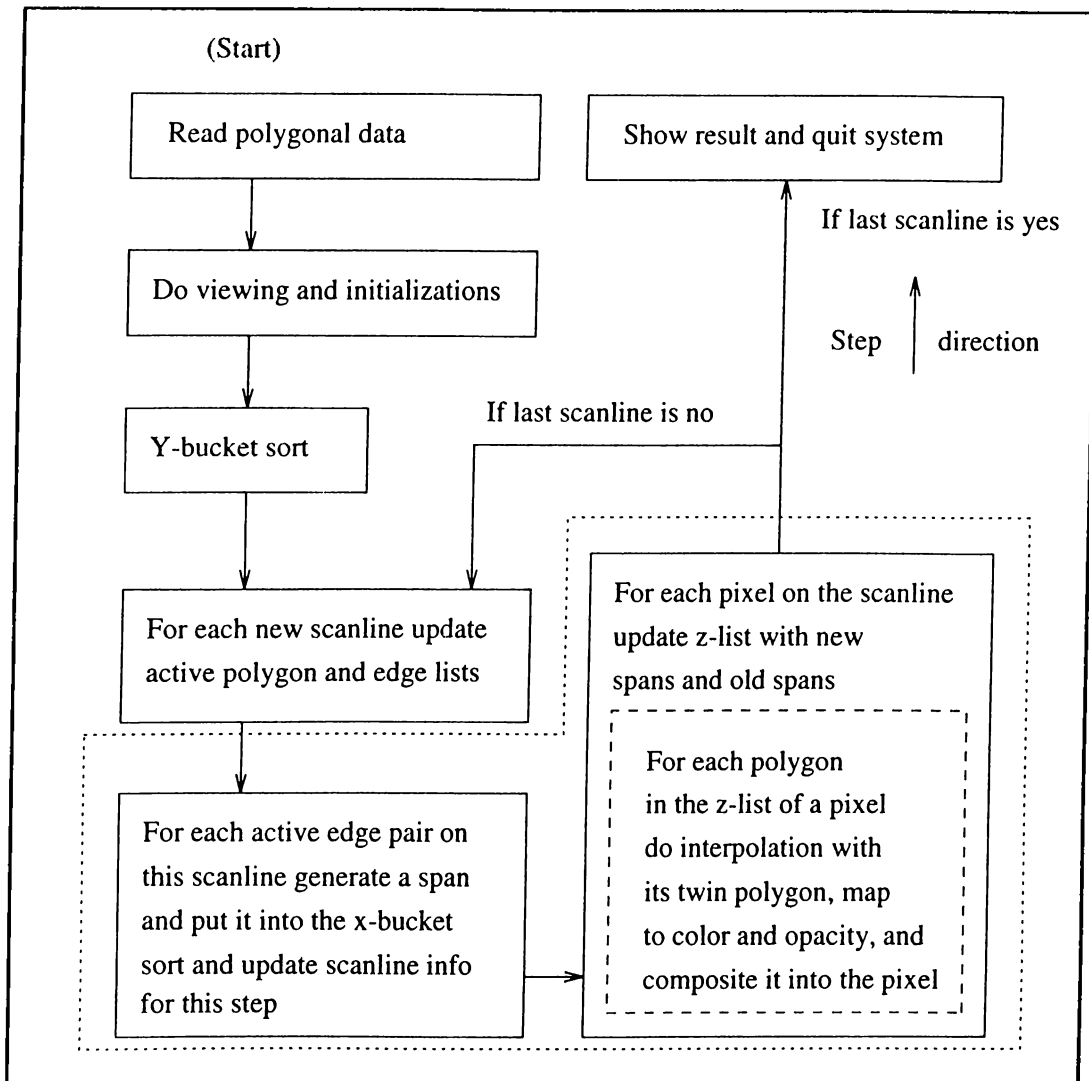 (Start)
Read polygonal data
Show result and quit system
If last scanline is yes
Do viewing and initializations
Step direction
If last scanline is no
Y-bucket sort
For each new scanline update
active polygon and edge lists
For each active edge pair on
this scanline generate a span
and put it into the x-bucket
sort and update scanline info
for this step
For each pixel on the scanline
update z-list with new
spans and old spans
For each polygon
in the z-list of a pixel
do interpolation with
its twin polygon, map
to color and opacity, and
composite it into the pixel